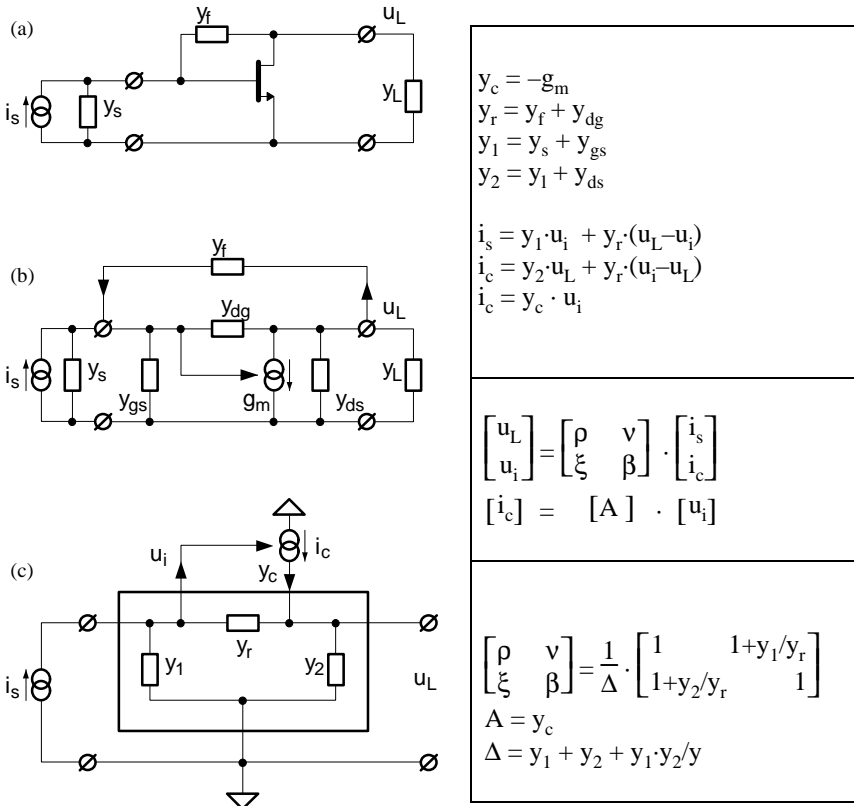 (a)
y_f
u_L
i_s
y_s
y_L
(b)
y_f
u_L
y_dg
i_s
y_s
y_gs
g_m
y_ds
y_L
(c)
u_i
i_c
y_c
y_1
y_r
y_2
i_s
u_L
y_c = –g_m
y_r = y_f + y_dg
y_1 = y_s + y_gs
y_2 = y_l + y_ds
i_s = y_1·u_i + y_r·(u_L–u_i)
i_c = y_2·u_L + y_r·(u_i–u_L)
i_c = y_c · u_i
[u_L u_i] = [ρ ν ξ β] · [i_s i_c]
[i_c] = [A] · [u_i]
[ρ ν ξ β] = 1/Δ · [1 1+y_1/y_r 1+y_2/y_r 1]
A = y_c
Δ = y_1 + y_2 + y_1·y_2/y